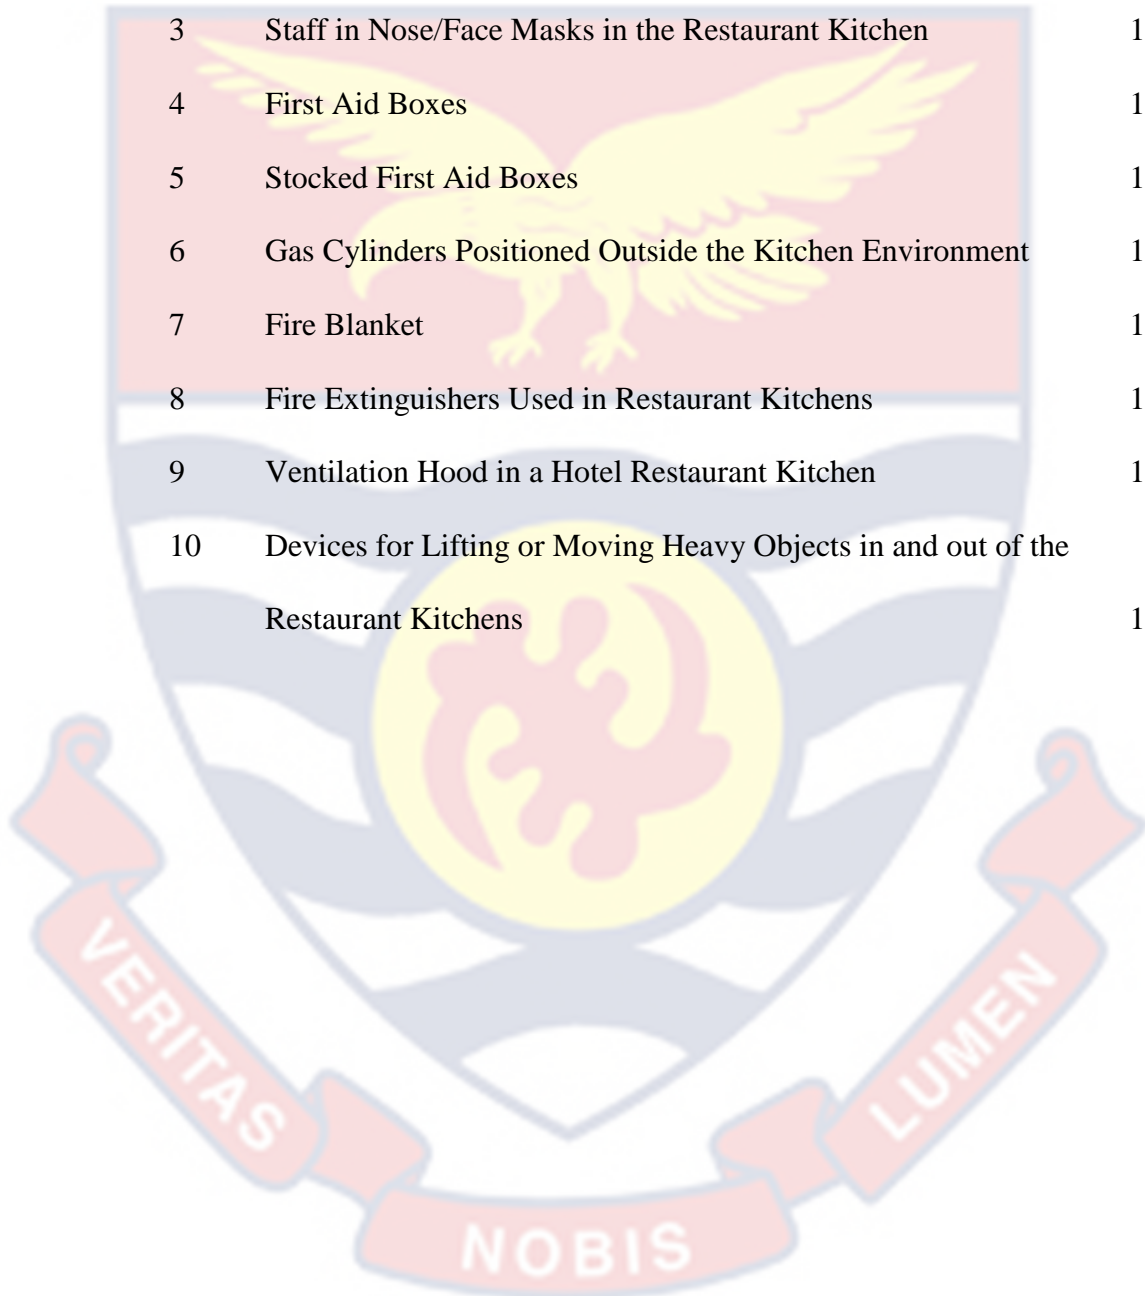 3 Staff in Nose/Face Masks in the Restaurant Kitchen 1
4 First Aid Boxes 1
5 Stocked First Aid Boxes 1
6 Gas Cylinders Positioned Outside the Kitchen Environment 1
7 Fire Blanket 1
8 Fire Extinguishers Used in Restaurant Kitchens 1
9 Ventilation Hood in a Hotel Restaurant Kitchen 1
10 Devices for Lifting or Moving Heavy Objects in and out of the
Restaurant Kitchens 1
VERITAS
NOBIS
LUMEN